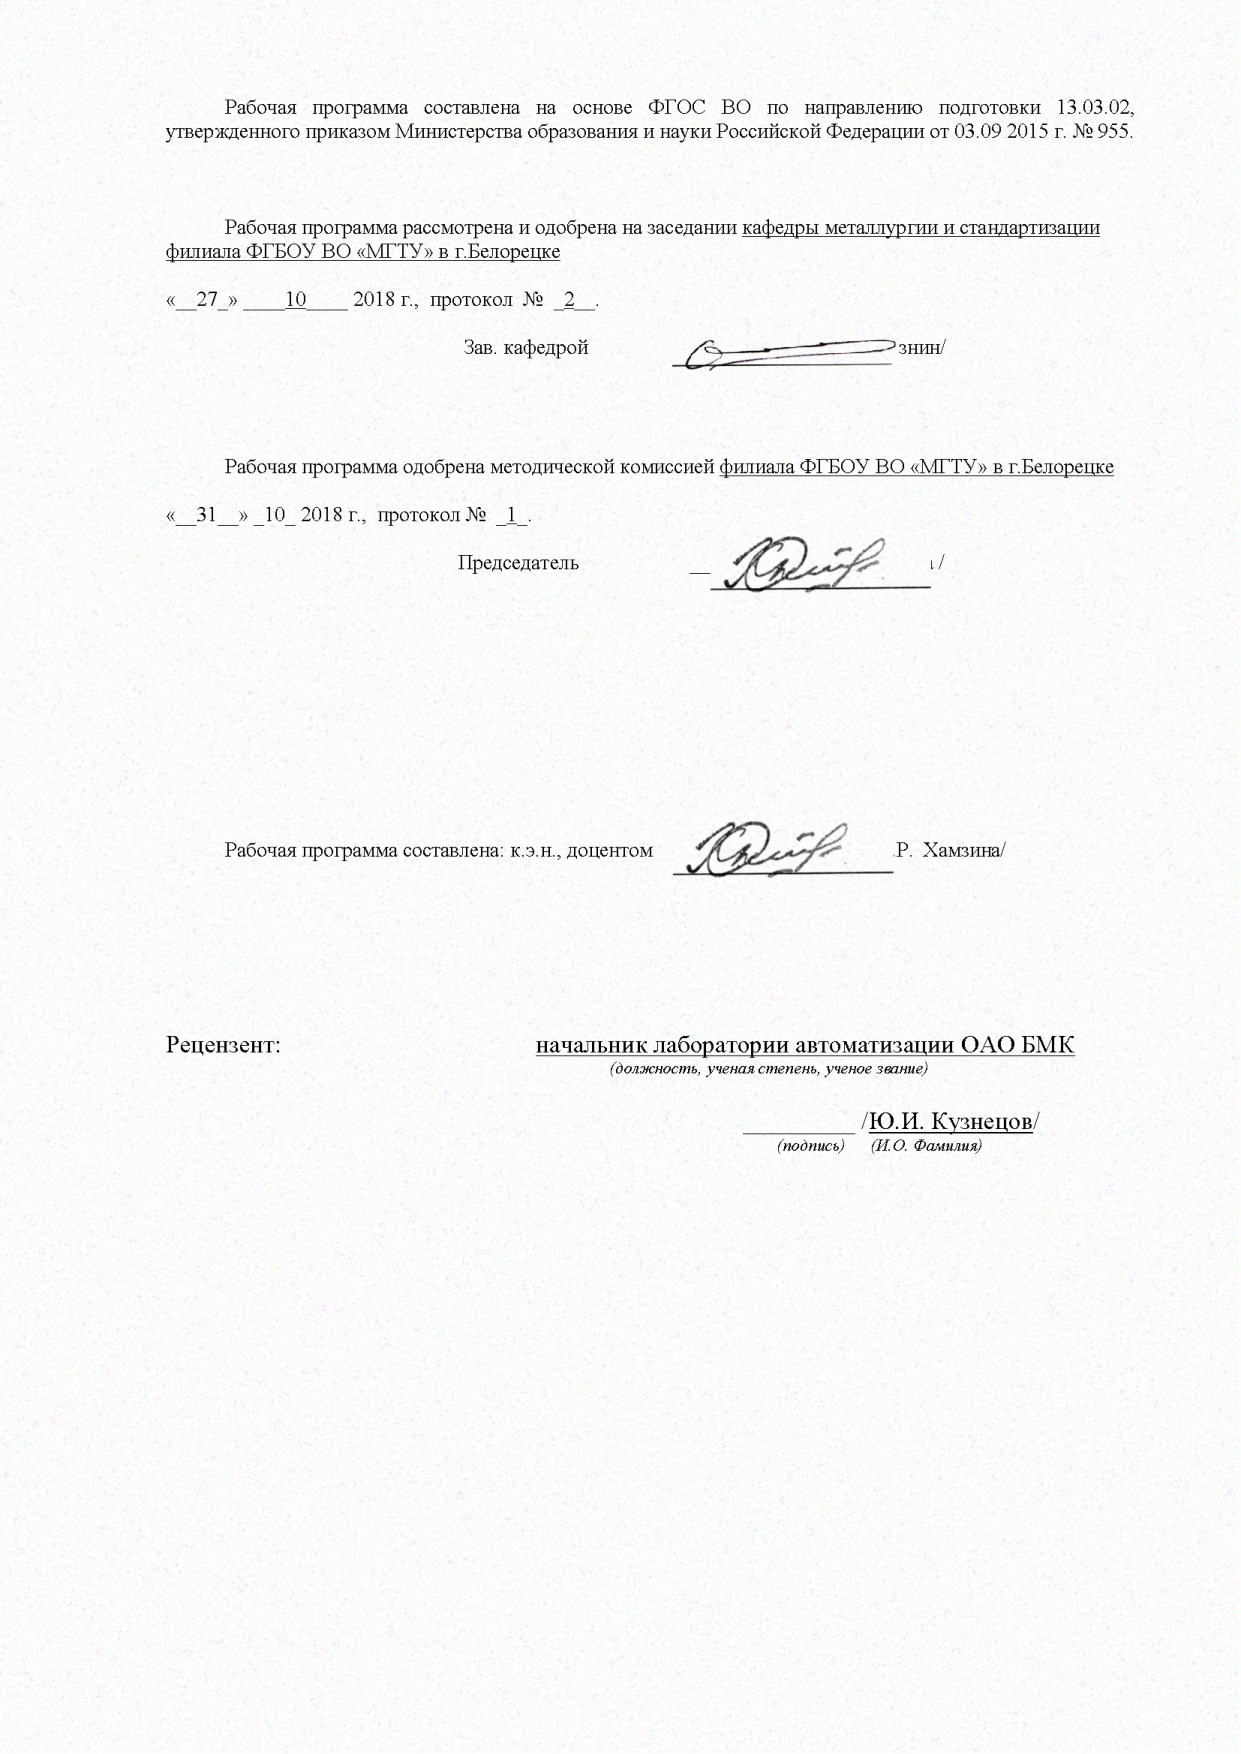 Рабочая программа составлена на основе ФГОС ВО по направлению подготовки 13.03.02,
утвержденного приказом Министерства образования и науки Российской Федерации от 03.09 2015 г. № 955.
Рабочая программа рассмотрена и одобрена на заседании кафедры металлургии и стандартизации
филиала ФГБОУ ВО «МГТУ» в г.Белорецке
«__27_» ____10____ 2018 г., протокол № _2__.
Зав. кафедрой знин/
Рабочая программа одобрена методической комиссией филиала ФГБОУ ВО «МГТУ» в г.Белорецке
«__31__» _10_ 2018 г., протокол № _1_.
Председатель __ /
Рабочая программа составлена: к.э.н., доцентом .Р. Хамзина/
Рецензент: начальник лаборатории автоматизации ОАО БМК
(должность, ученая степень, ученое звание)
__________ /Ю.И. Кузнецов/
(подпись) (И.О. Фамилия)